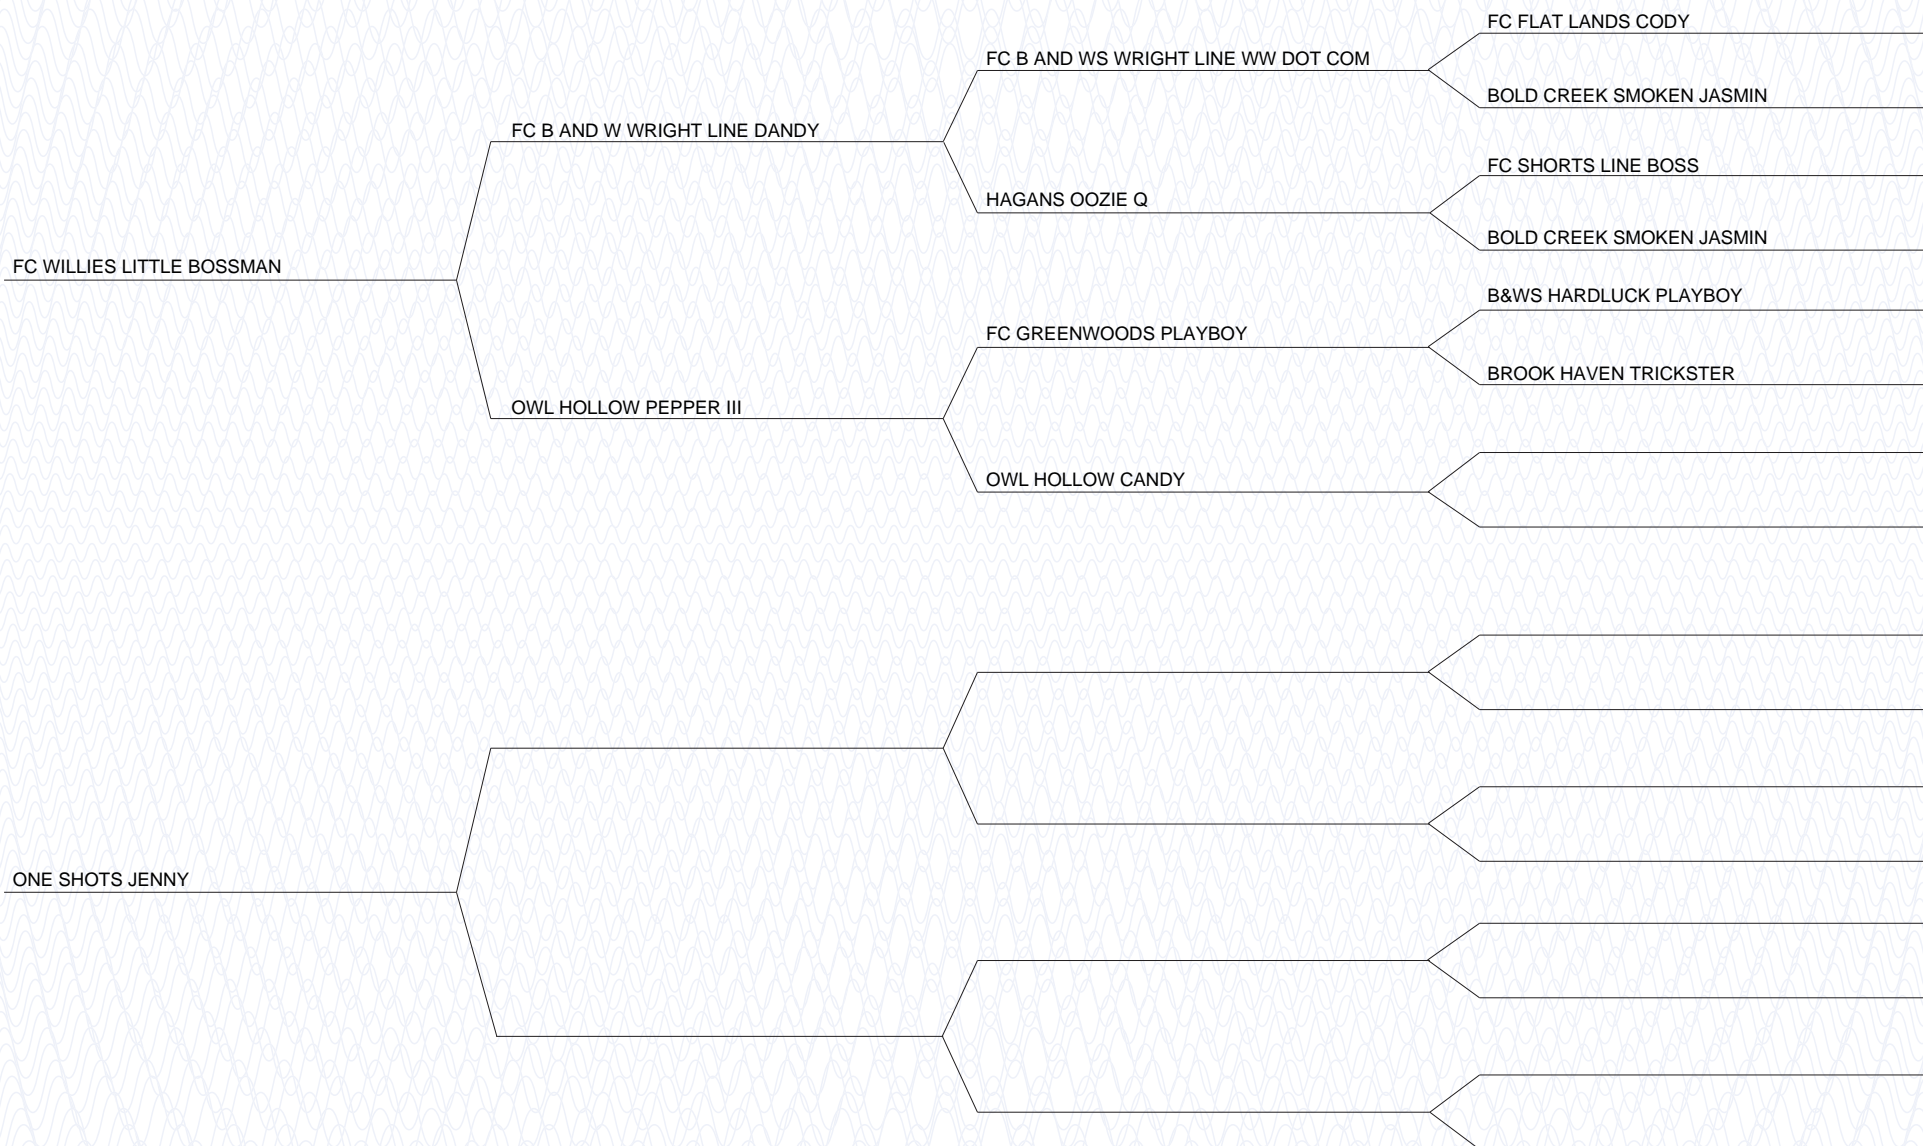 FC FLAT LANDS CODY
FC B AND WS WRIGHT LINE WW DOT COM
BOLD CREEK SMOKEN JASMIN
FC B AND W WRIGHT LINE DANDY
FC SHORTS LINE BOSS
HAGANS OOZIE Q
BOLD CREEK SMOKEN JASMIN
FC WILLIES LITTLE BOSSMAN
B&WS HARDLUCK PLAYBOY
FC GREENWOODS PLAYBOY
BROOK HAVEN TRICKSTER
OWL HOLLOW PEPPER III
OWL HOLLOW CANDY
ONE SHOTS JENNY